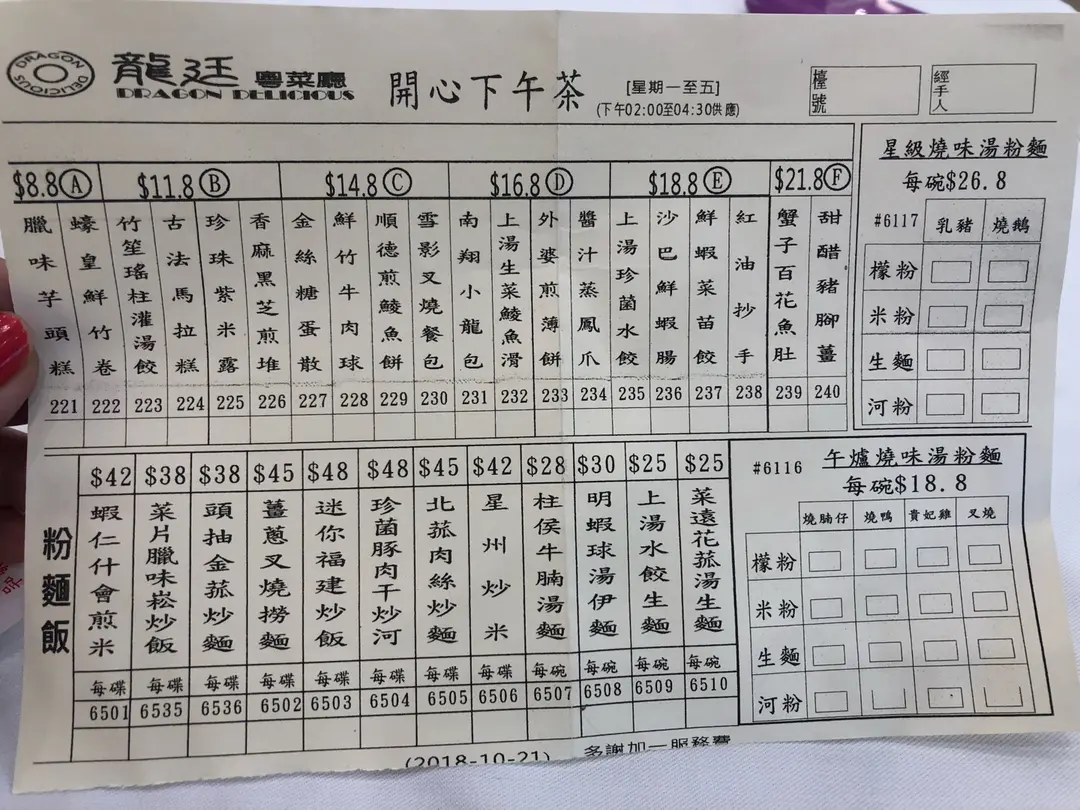 DRAGON DELICIOUS
龍廷 粵菜廳
DRAGON DELICIOUS
開心下午茶
[星期一至五]
(下午02:00至04:30供應)
檯號
經手人
$8.8 A
臘味芋頭糕 221
蠔皇鮮竹卷 222
$11.8 B
竹笙瑤柱灌湯餃 223
古法馬拉糕 224
珍珠紫米露 225
香麻黑芝煎堆 226
$14.8 C
金絲糖蛋散 227
鮮竹牛肉球 228
順德煎鯪魚餅 229
雪影叉燒餐包 230
$16.8 D
南翔小龍包 231
上湯生菜鯪魚滑 232
外婆煎薄餅 233
醬汁蒸鳳爪 234
$18.8 E
上湯珍菌水餃 235
沙巴鮮蝦腸 236
鮮蝦菜苗餃 237
紅油抄手 238
$21.8 F
蟹子百花魚肚 239
甜醋豬腳薑 240
星級燒味湯粉麵
每碗$26.8
#6117 乳豬 燒鵝
檬粉
米粉
生麵
河粉
粉麵飯
$42 蝦仁什會煎米 每碟 6501
$38 菜片臘味崧炒飯 每碟 6535
$38 頭抽金菰炒麵 每碟 6536
$45 薑蔥叉燒撈麵 每碟 6502
$48 迷你福建炒飯 每碟 6503
$48 珍菌豚肉干炒河 每碟 6504
$45 北菰肉絲炒麵 每碟 6505
$42 星州炒米 每碟 6506
$28 柱侯牛腩湯麵 每碗 6507
$30 明蝦球湯伊麵 每碗 6508
$25 上湯水餃生麵 每碗 6509
$25 菜遠花菰湯生麵 每碗 6510
#6116 午爐燒味湯粉麵
每碗$18.8
燒腩仔 燒鴨 貴妃雞 叉燒
檬粉
米粉
生麵
河粉
(2018-10-21) 多謝加一服務費